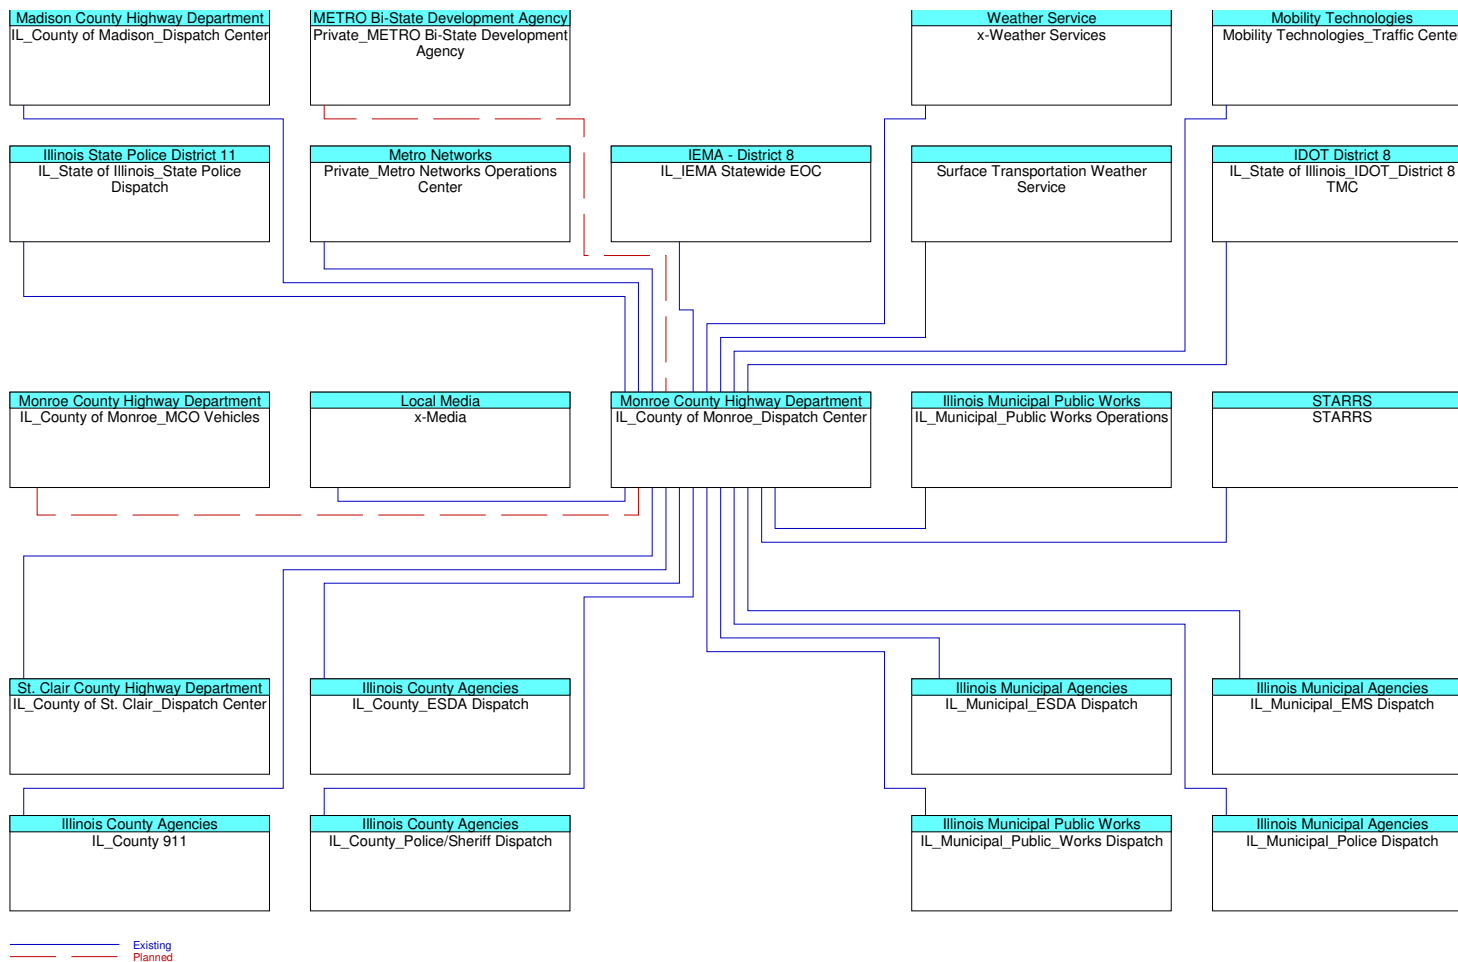 Madison County Highway Department
IL_County of Madison_Dispatch Center
METRO Bi-State Development Agency
Private_METRO Bi-State Development
Agency
Weather Service
x-Weather Services
Mobility Technologies
Mobility Technologies_Traffic Center
Illinois State Police District 11
IL_State of Illinois_State Police
Dispatch
Metro Networks
Private_Metro Networks Operations
Center
IEMA - District 8
IL_IEMA Statewide EOC
Surface Transportation Weather
Service
IDOT District 8
IL_State of Illinois_IDOT_District 8
TMC
Monroe County Highway Department
IL_County of Monroe_MCO Vehicles
Local Media
x-Media
Monroe County Highway Department
IL_County of Monroe_Dispatch Center
Illinois Municipal Public Works
IL_Municipal_Public Works Operations
STARRS
STARRS
St. Clair County Highway Department
IL_County of St. Clair_Dispatch Center
Illinois County Agencies
IL_County_ESDA Dispatch
Illinois Municipal Agencies
IL_Municipal_ESDA Dispatch
Illinois Municipal Agencies
IL_Municipal_EMS Dispatch
Illinois County Agencies
IL_County 911
Illinois County Agencies
IL_County_Police/Sheriff Dispatch
Illinois Municipal Public Works
IL_Municipal_Public_Works Dispatch
Illinois Municipal Agencies
IL_Municipal_Police Dispatch
Existing
Planned